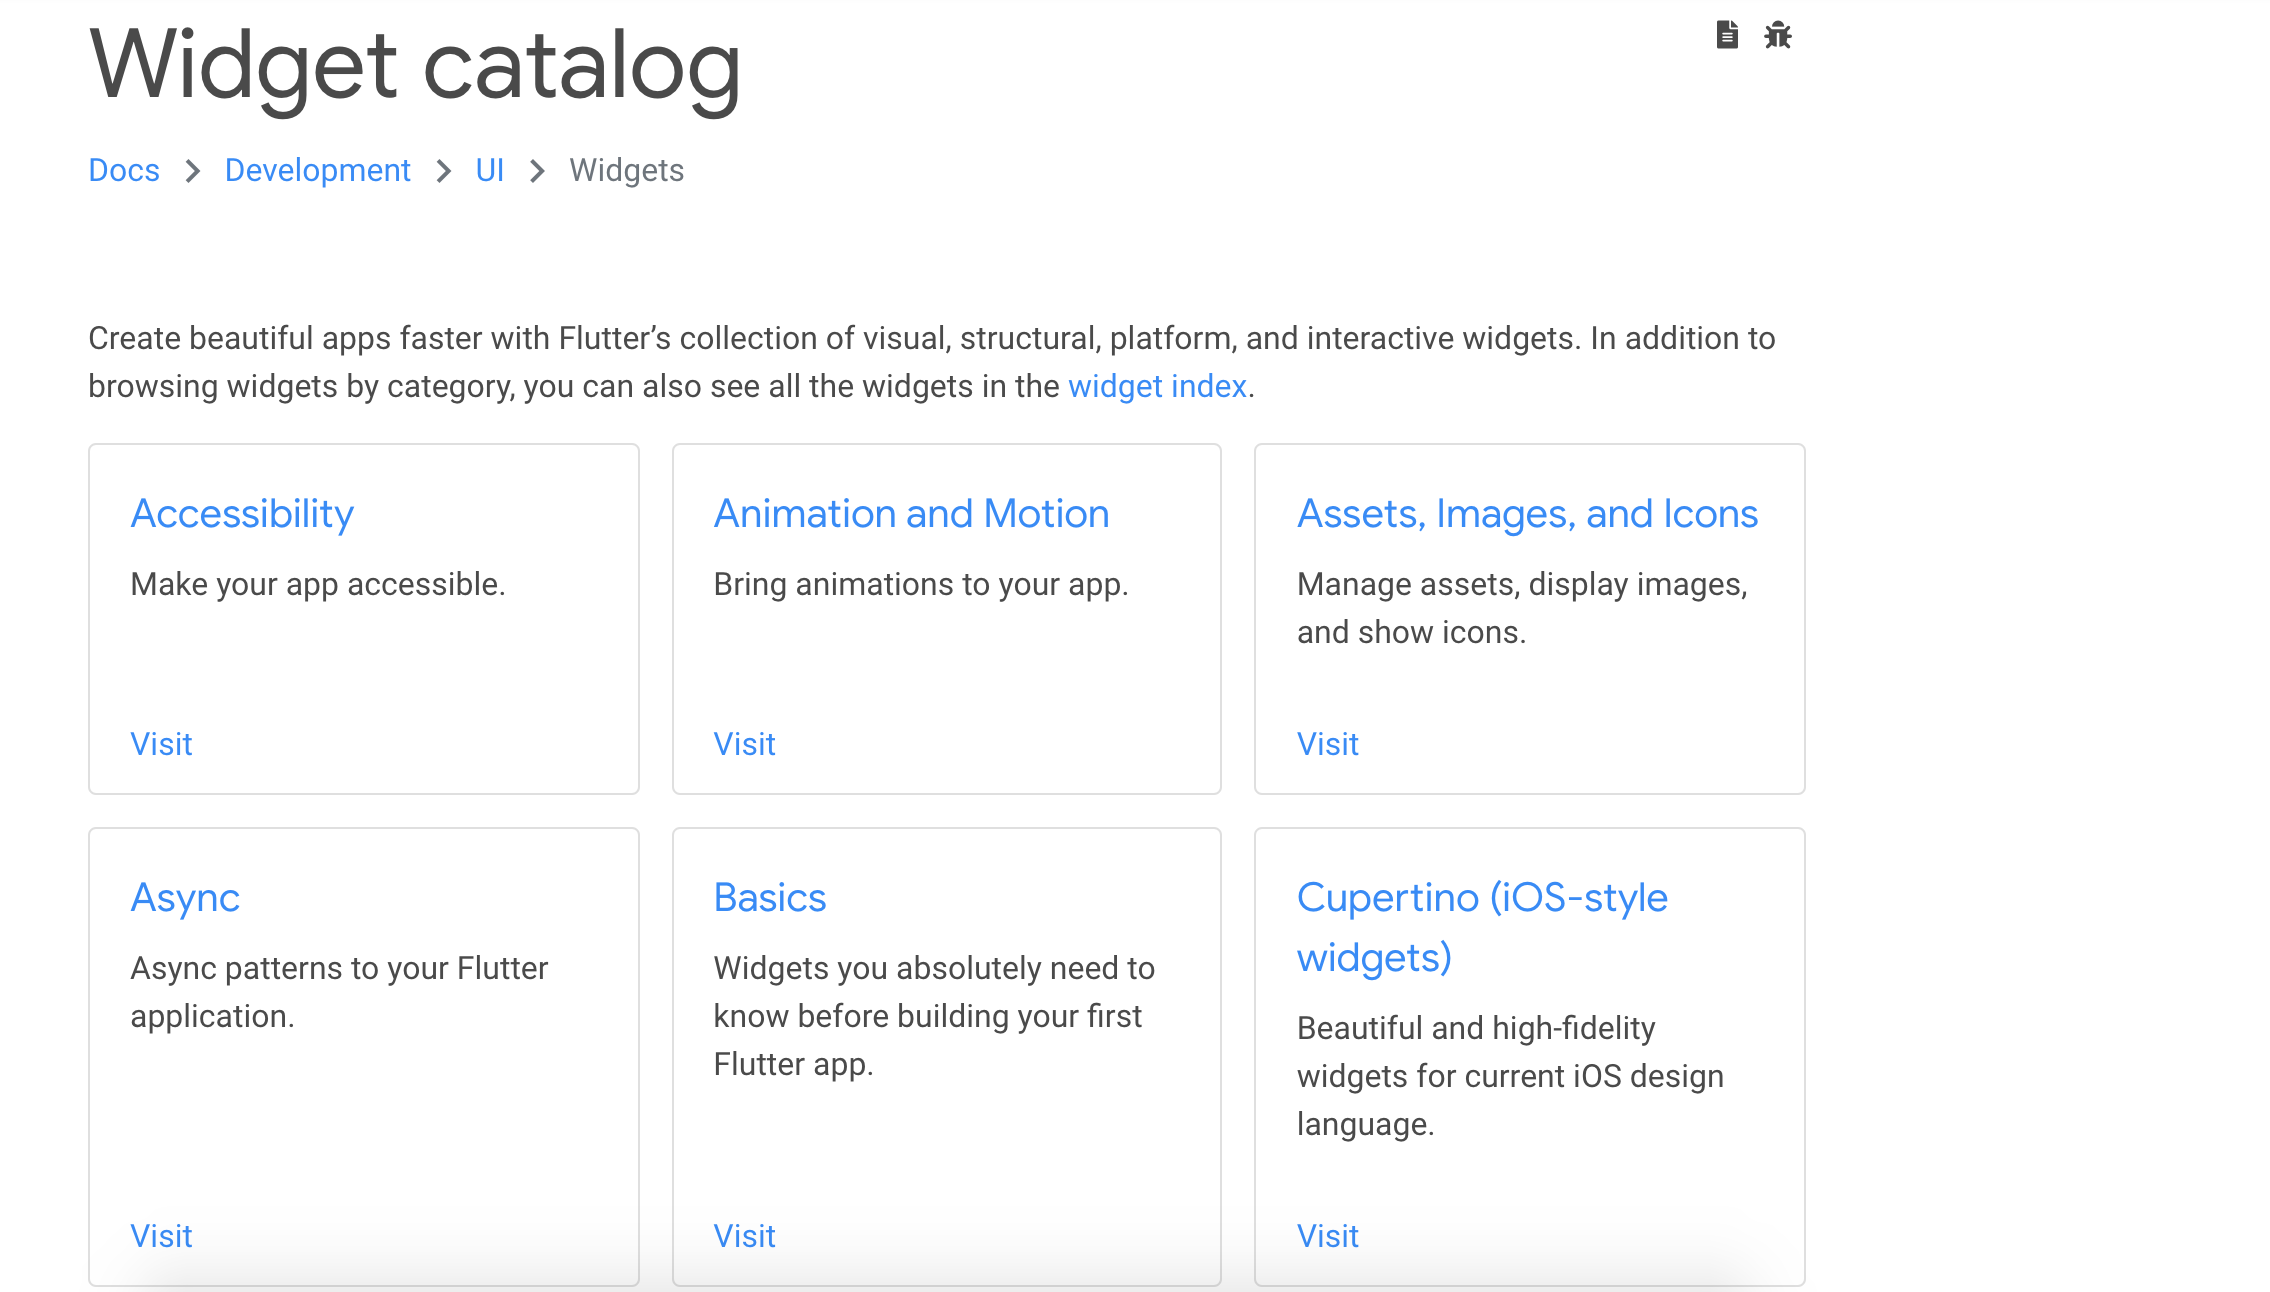 Widget catalog
Docs > Development > UI > Widgets
Create beautiful apps faster with Flutter’s collection of visual, structural, platform, and interactive widgets. In addition to
browsing widgets by category, you can also see all the widgets in the widget index.
Accessibility
Make your app accessible.
Visit
Animation and Motion
Bring animations to your app.
Visit
Assets, Images, and Icons
Manage assets, display images,
and show icons.
Visit
Async
Async patterns to your Flutter
application.
Visit
Basics
Widgets you absolutely need to
know before building your first
Flutter app.
Visit
Cupertino (iOS-style
widgets)
Beautiful and high-fidelity
widgets for current iOS design
language.
Visit